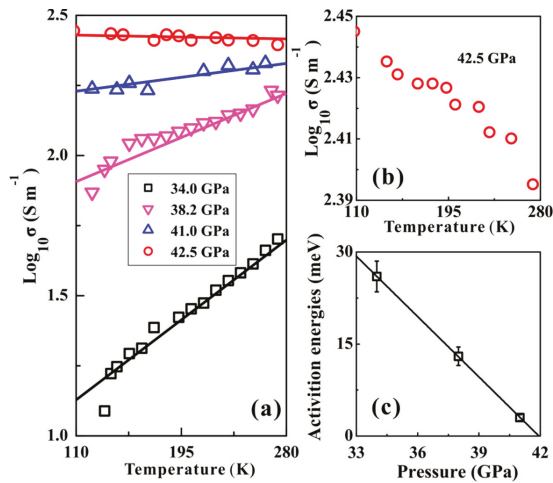 2.5
2.0
1.5
1.0
Log10 σ (S m-1)
34.0 GPa
38.2 GPa
41.0 GPa
42.5 GPa
(a)
110 195 280
Temperature (K)
2.45
2.43
2.41
2.39
Log10 σ (S m-1)
42.5 GPa
(b)
110 195 280
Temperature (K)
30
15
0
Activition energies (meV)
(c)
33 36 39 42
Pressure (GPa)